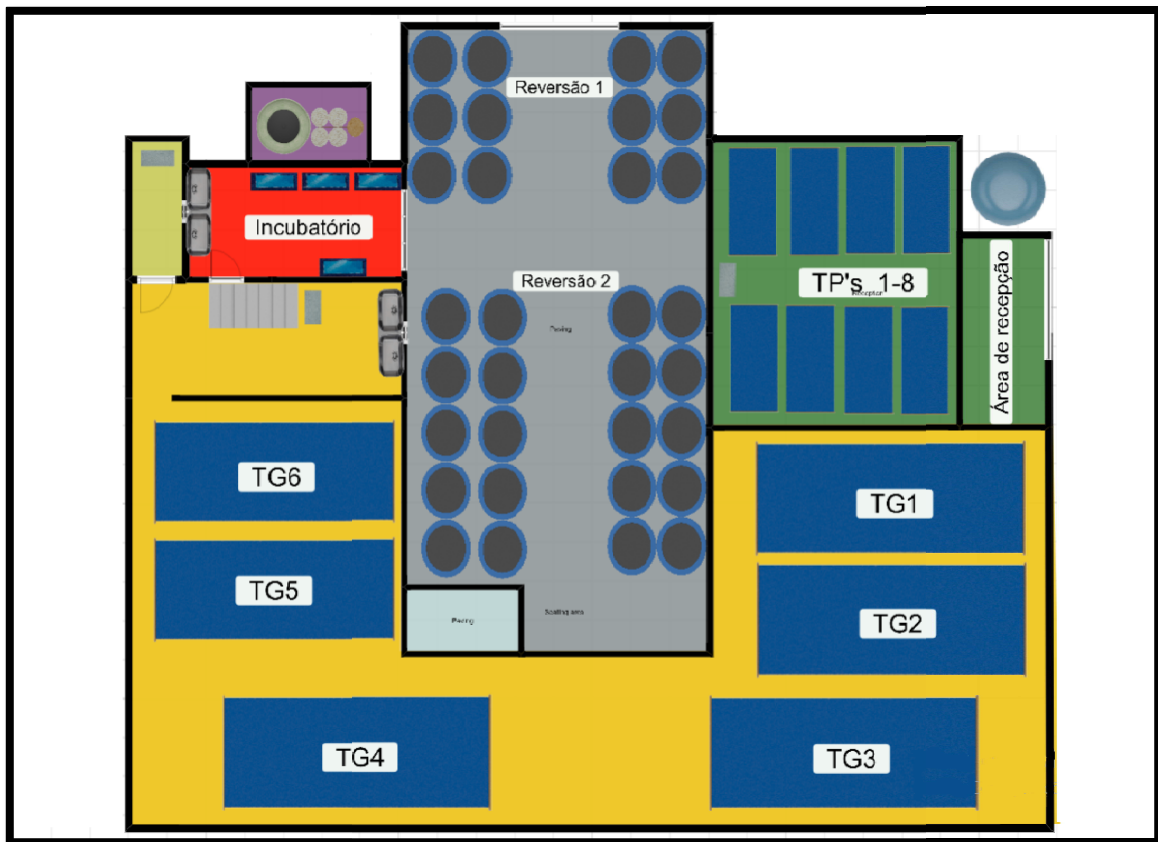 Reversão 1
Incubatório
Reversão 2
TP's 1-8
Área de recepção
TG6
TG1
TG5
TG2
TG4
TG3